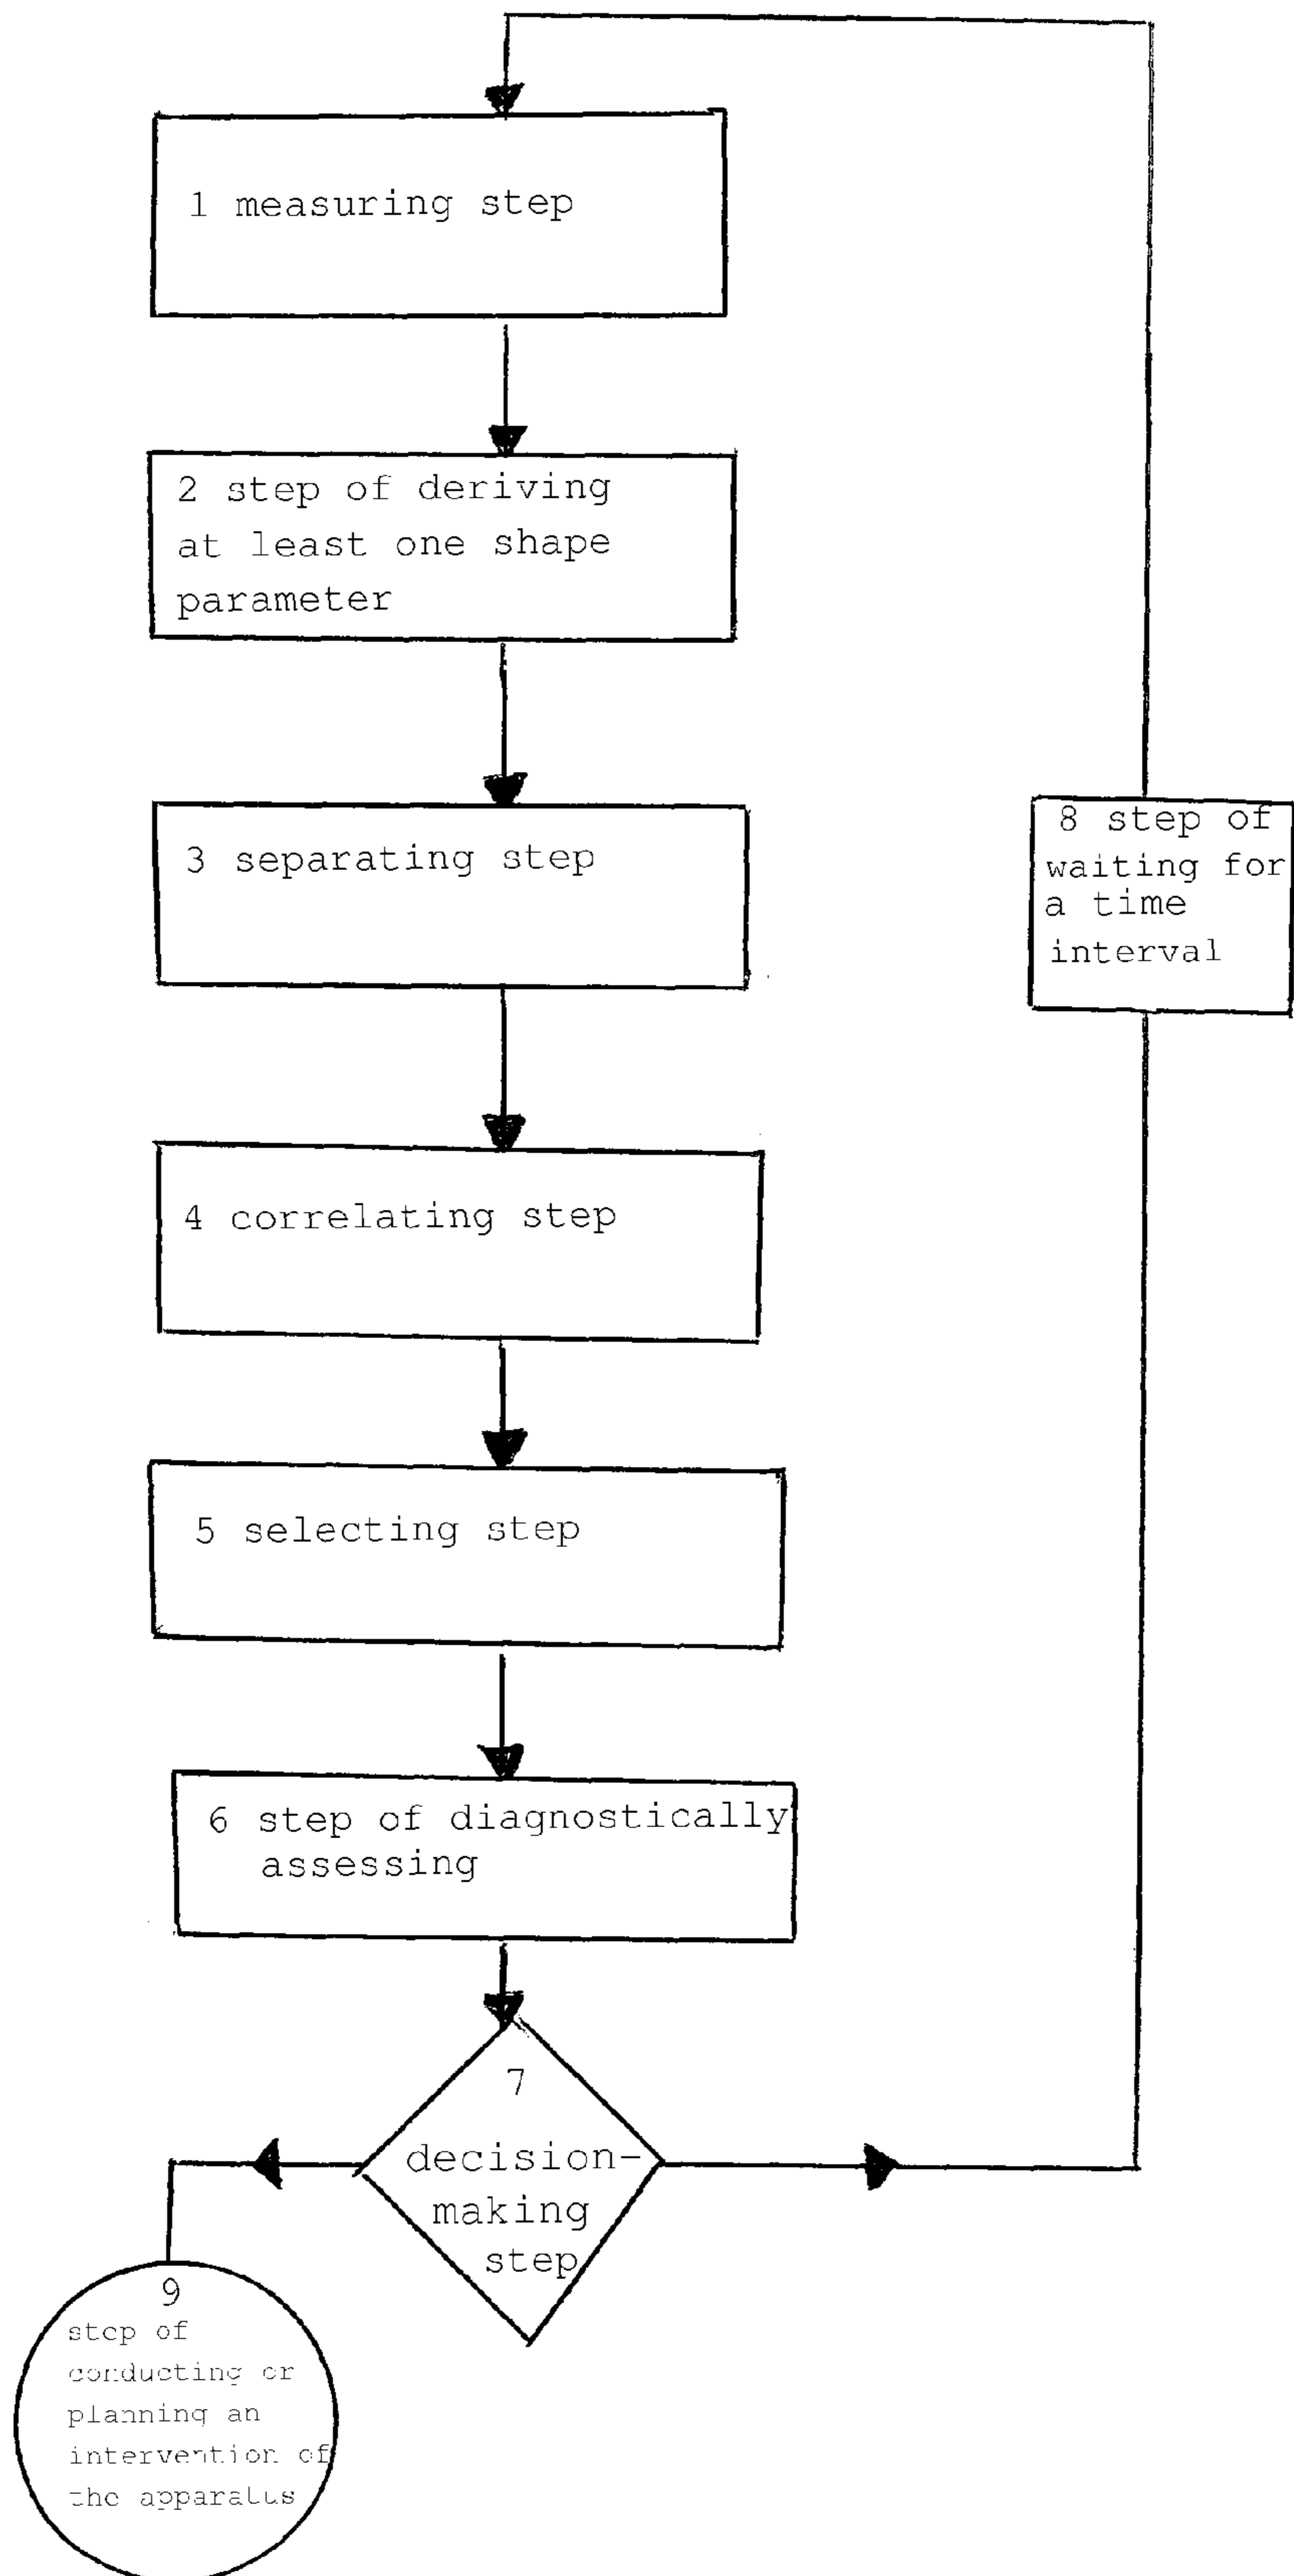 1 measuring step
2 step of deriving
at least one shape
parameter
3 separating step
8 step of
waiting for
a time
interval
4 correlating step
5 selecting step
6 step of diagnostically
assessing
7
decision-
making
step
9
step of
conducting or
planning an
intervention of
the apparatus